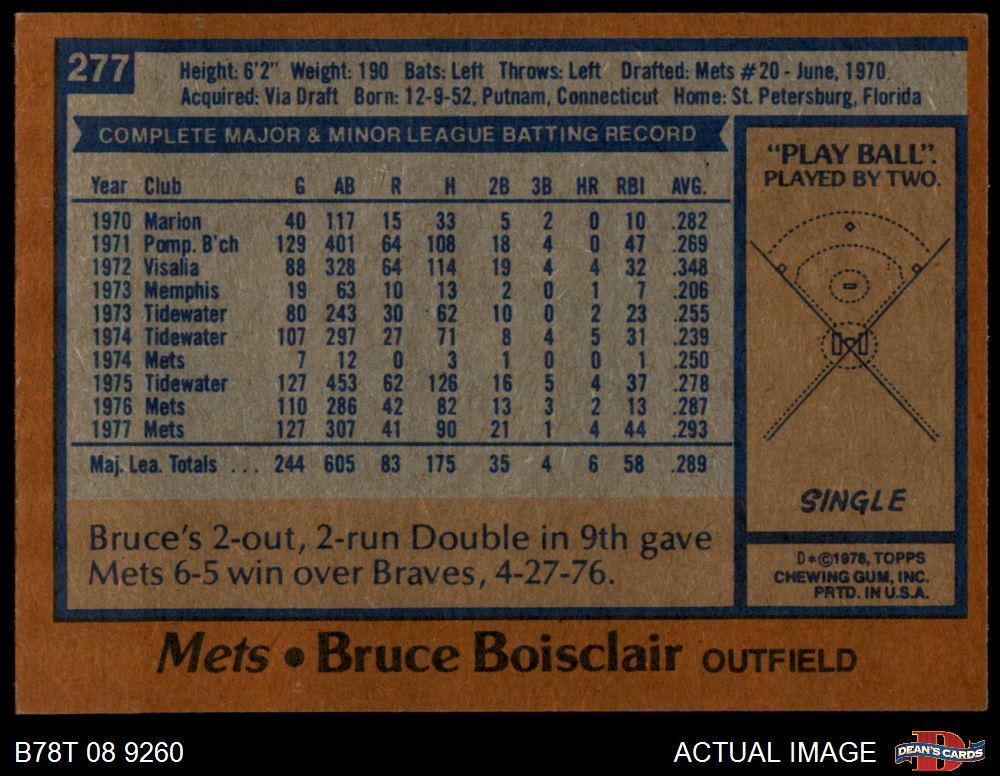 277
Height: 6'2" Weight: 190 Bats: Left Throws: Left Drafted: Mets #20 - June, 1970.
Acquired: Via Draft Born: 12-9-52, Putnam, Connecticut Home: St. Petersburg, Florida
COMPLETE MAJOR & MINOR LEAGUE BATTING RECORD
Year Club G AB R H 2B 3B HR RBI AVG.
1970 Marion 40 117 15 33 5 2 0 10 .282
1971 Pomp. B'ch 129 401 64 108 18 4 0 47 .269
1972 Visalia 88 328 64 114 19 4 4 32 .348
1973 Memphis 19 63 10 13 2 0 1 7 .206
1973 Tidewater 80 243 30 62 10 0 2 23 .255
1974 Tidewater 107 297 27 71 8 4 5 31 .239
1974 Mets 7 12 0 3 1 0 0 1 .250
1975 Tidewater 127 453 62 126 16 5 4 37 .278
1976 Mets 110 286 42 82 13 3 2 13 .287
1977 Mets 127 307 41 90 21 1 4 44 .293
Maj. Lea. Totals ... 244 605 83 175 35 4 6 58 .289
Bruce's 2-out, 2-run Double in 9th gave
Mets 6-5 win over Braves, 4-27-76.
"PLAY BALL".
PLAYED BY TWO.
SINGLE
D*©1978, TOPPS
CHEWING GUM, INC.
PRTD. IN U.S.A.
Mets • Bruce Boisclair OUTFIELD
B78T 08 9260
ACTUAL IMAGE
D
DEAN'S CARDS